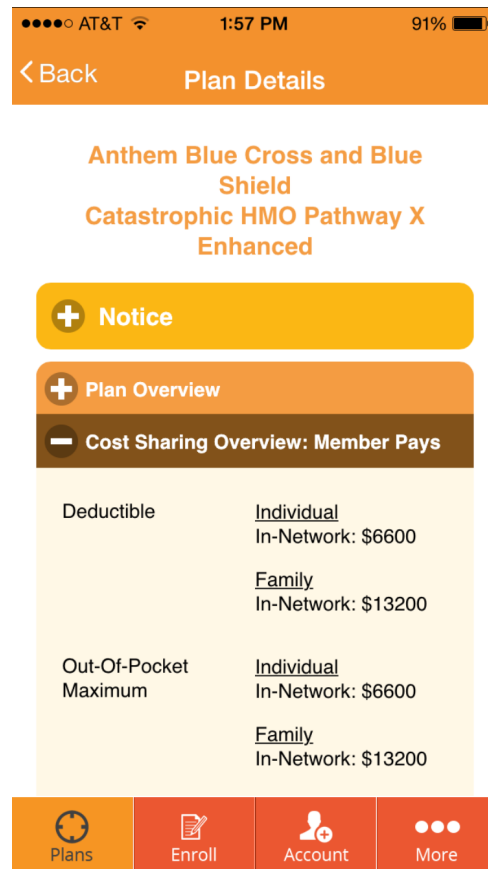 AT&T 1:57 PM 91%
Back Plan Details
Anthem Blue Cross and Blue
Shield
Catastrophic HMO Pathway X
Enhanced
Notice
Plan Overview
Cost Sharing Overview: Member Pays
Deductible
Individual
In-Network: $6600
Family
In-Network: $13200
Out-Of-Pocket
Maximum
Individual
In-Network: $6600
Family
In-Network: $13200
Plans Enroll Account More